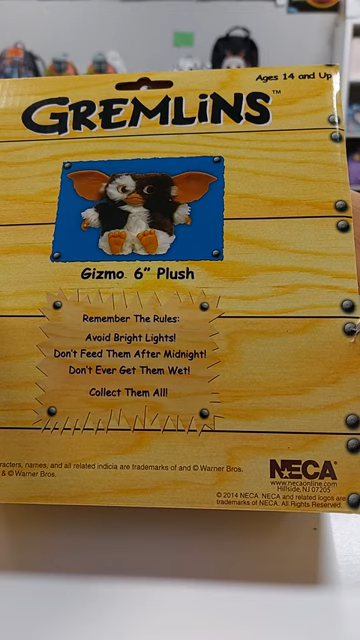 Ages 14 and Up
GREMLiNS™
Gizmo 6" Plush
Remember The Rules:
Avoid Bright Lights!
Don't Feed Them After Midnight!
Don't Ever Get Them Wet!
Collect Them All!
racters, names, and all related indicia are trademarks of and © Warner Bros.
& © Warner Bros.
NECA
www.necaonline.com
Hillside, NJ 07205
© 2014 NECA. NECA and related logos are
trademarks of NECA. All Rights Reserved.